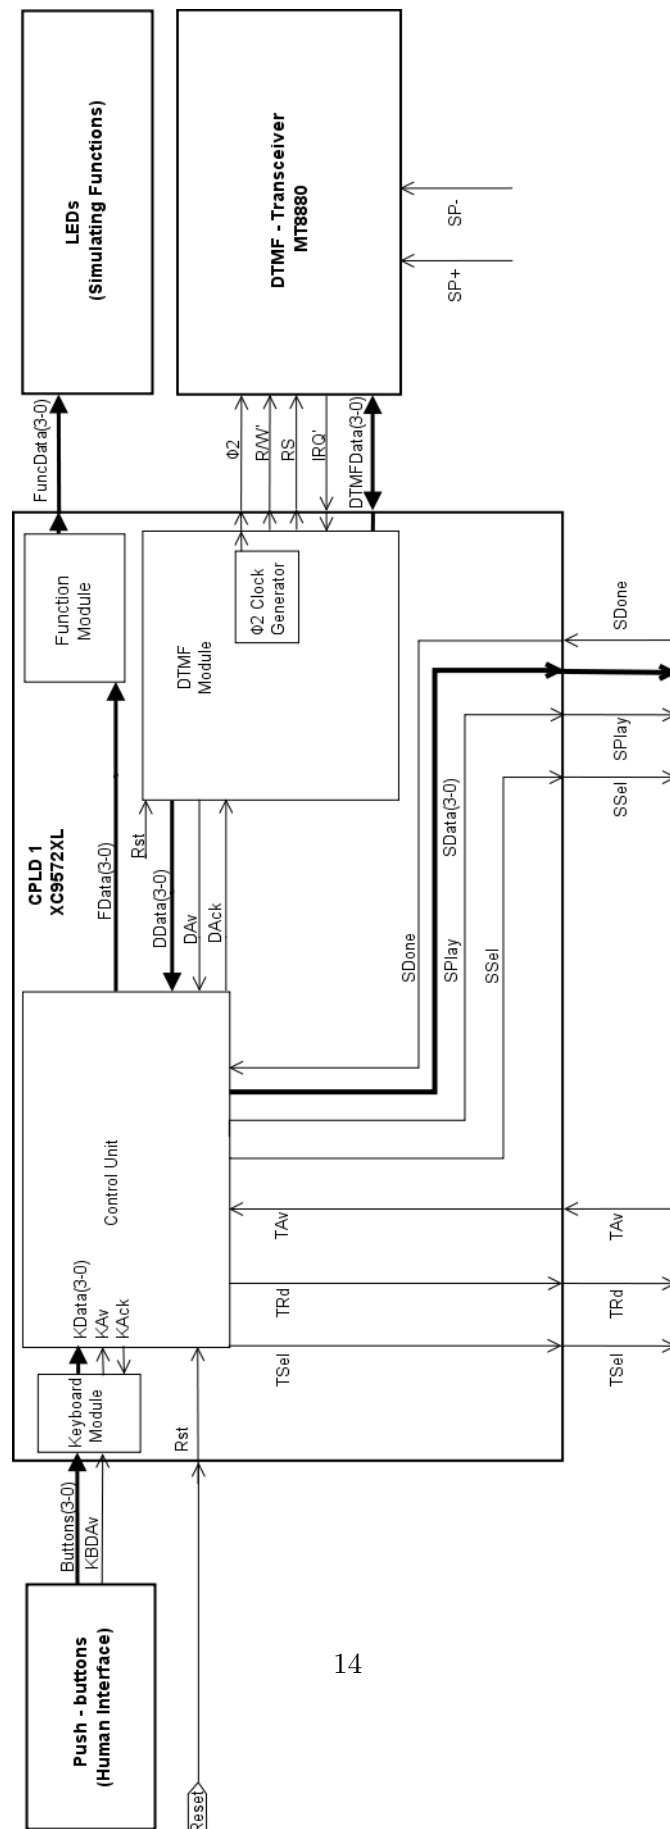 Push - buttons
(Human Interface)
Reset
Buttons(3-0)
KBDAv
Rst
Keyboard
Module
KData(3-0)
KAv
KAck
Control Unit
CPLD 1
XC9572XL
FData(3-0)
Rst
DData(3-0)
DAv
DAck
Function
Module
DTMF
Module
Φ2 Clock
Generator
FuncData(3-0)
Φ2
R/W'
RS
IRQ'
DTMFData(3-0)
LEDs
(Simulating Functions)
DTMF - Transceiver
MT8880
SP+
SP-
TSel
TRd
TAv
SDone
SPlay
SSel
SData(3-0)
TSel
TRd
TAv
SSel
SPlay
SDone
14